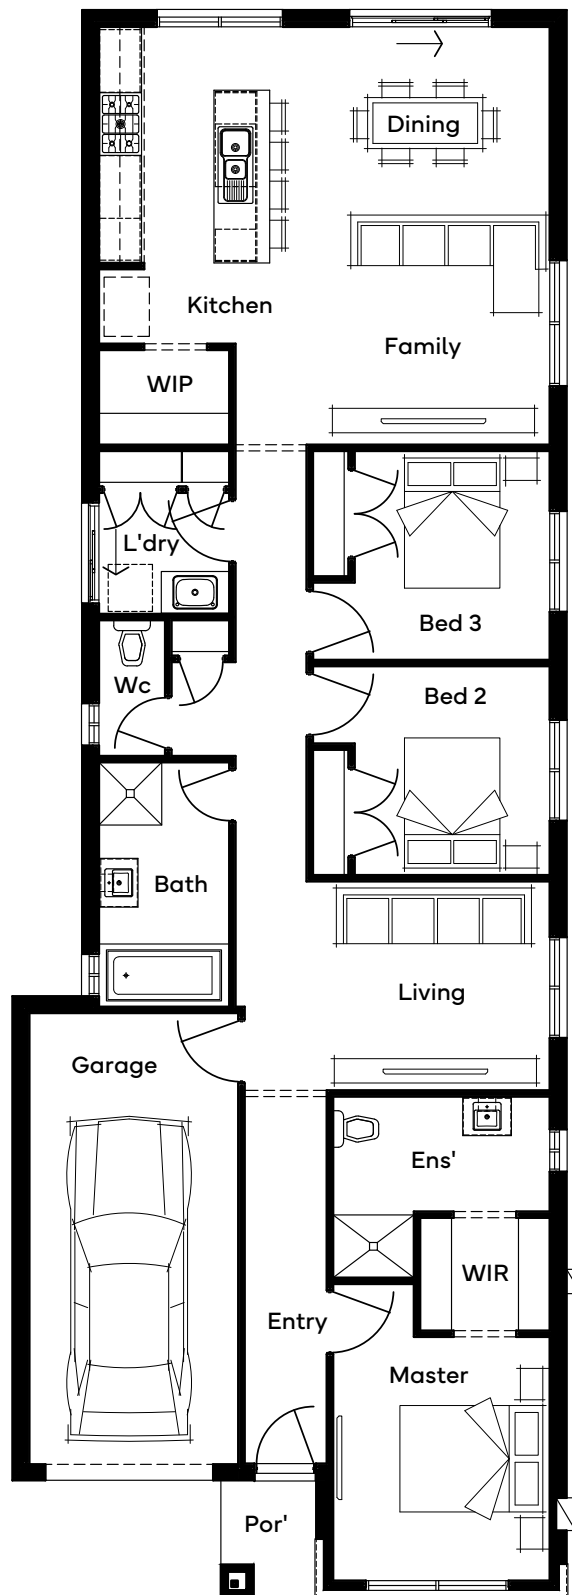 Dining
Kitchen
Family
WIP
L'dry
Bed 3
Wc
Bed 2
Bath
Living
Garage
Ens'
WIR
Entry
Master
Por'